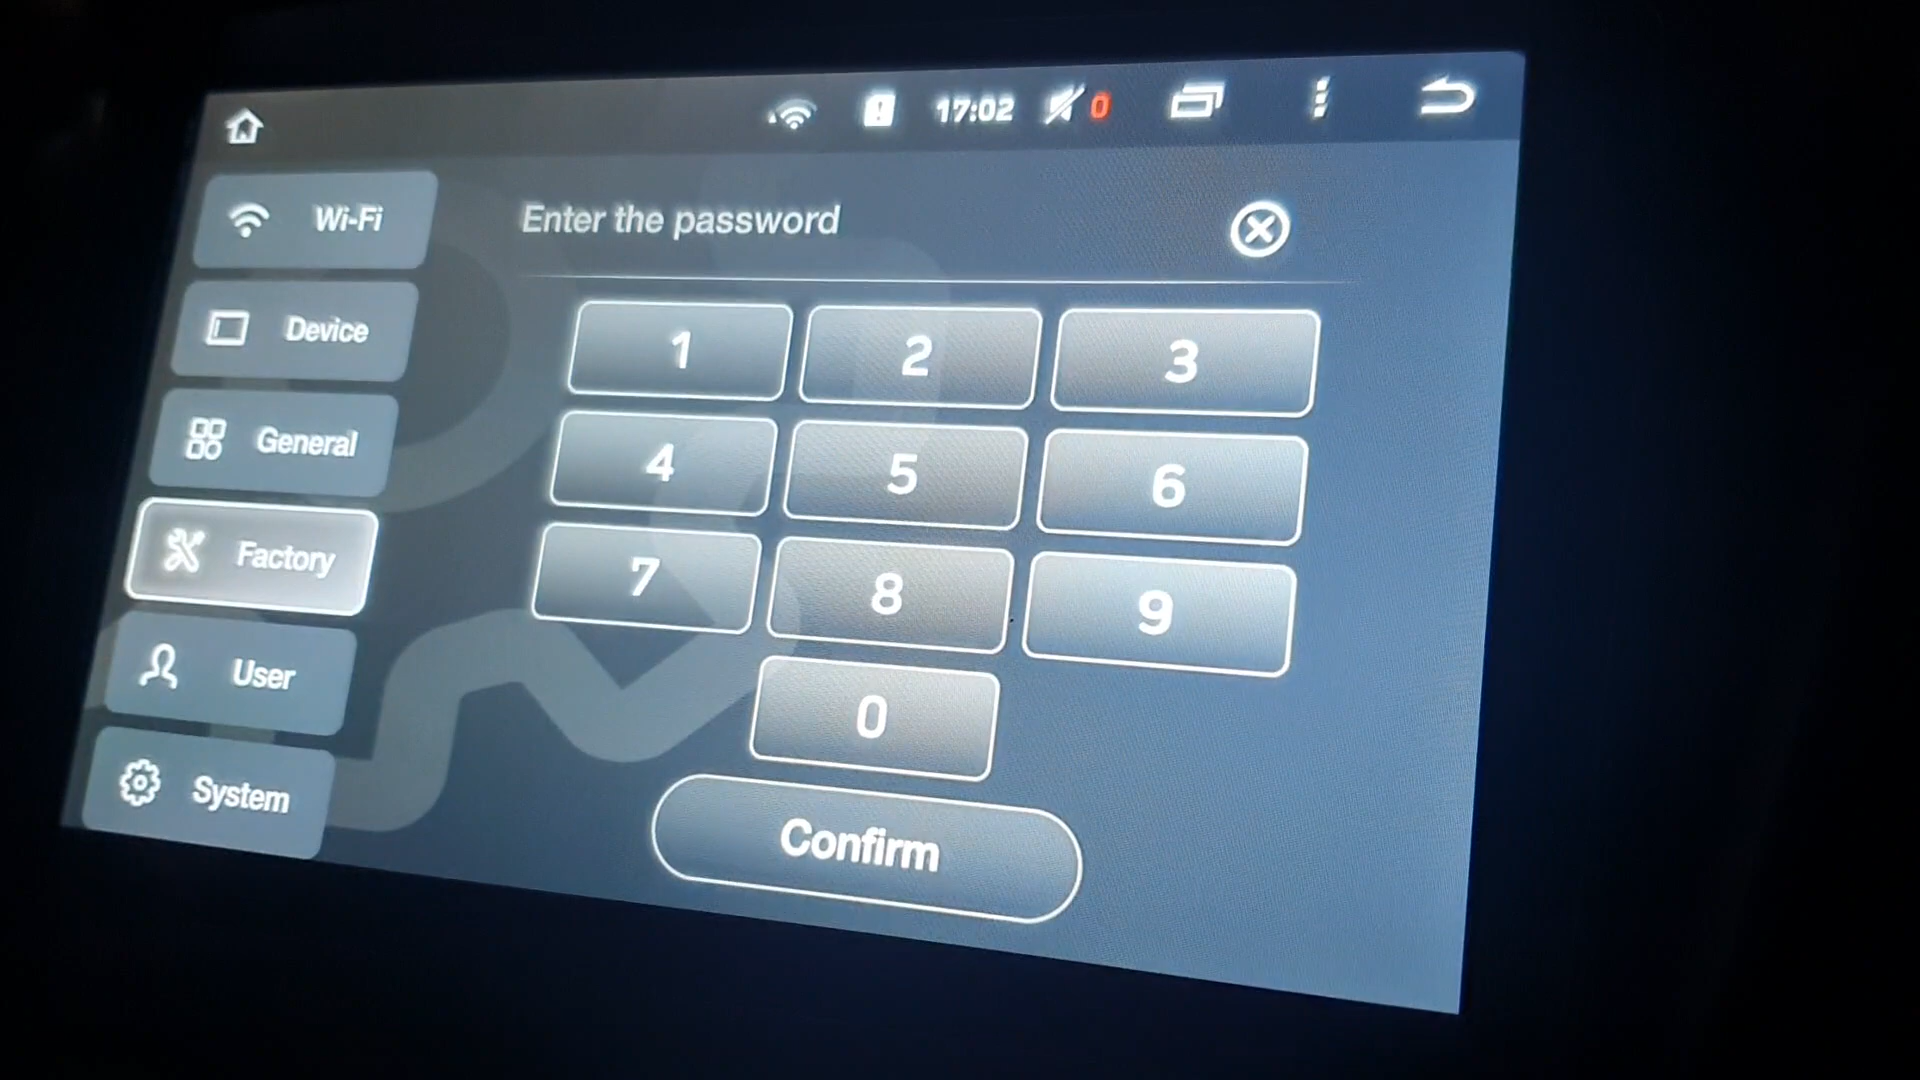 17:02 0
Wi-Fi
Device
General
Factory
User
System
Enter the password
1 2 3
4 5 6
7 8 9
0
Confirm